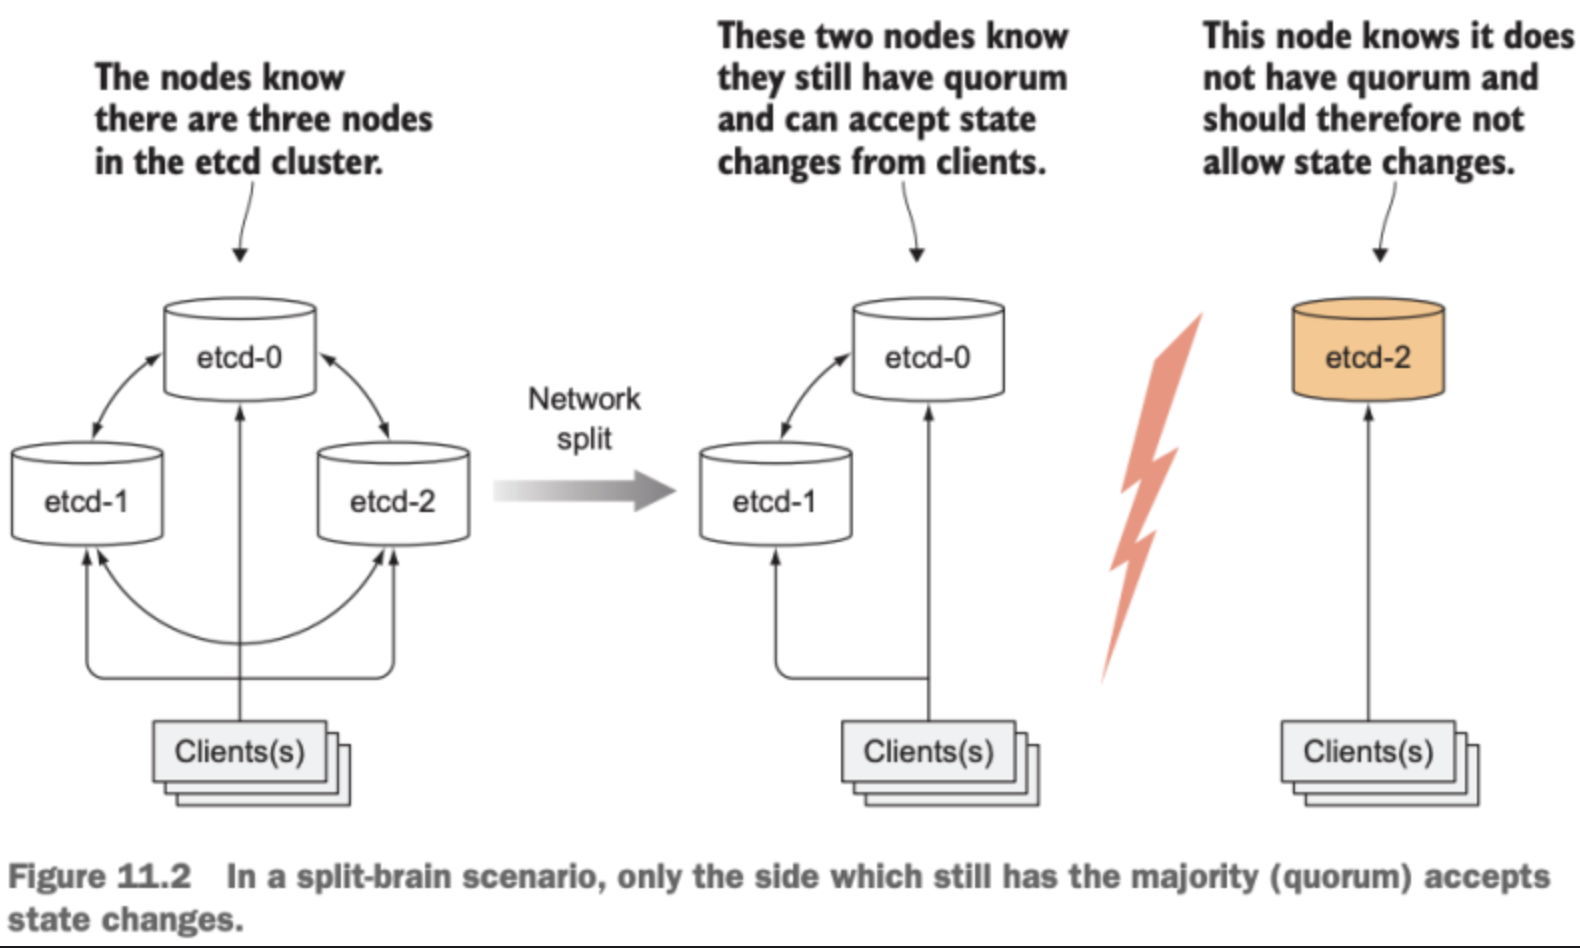 The nodes know
there are three nodes
in the etcd cluster.
These two nodes know
they still have quorum
and can accept state
changes from clients.
This node knows it does
not have quorum and
should therefore not
allow state changes.
etcd-0
etcd-1
etcd-2
Clients(s)
Network
split
etcd-0
etcd-1
Clients(s)
etcd-2
Clients(s)
Figure 11.2 In a split-brain scenario, only the side which still has the majority (quorum) accepts
state changes.